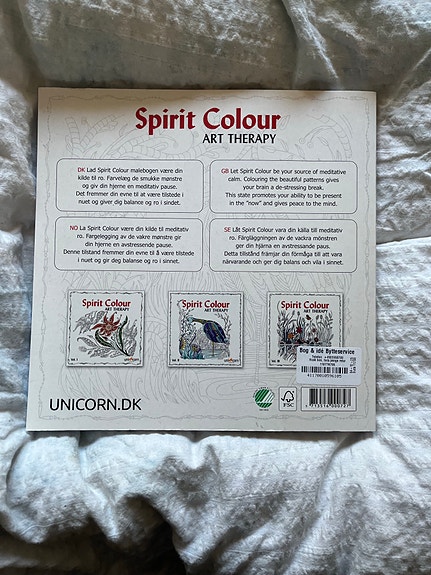 Spirit Colour
ART THERAPY
DK Lad Spirit Colour malebogen være din
kilde til ro. Farvelæg de smukke mønstre
og giv din hjerne en meditativ pause.
Det fremmer din evne til at være tilstede i
nuet og giver dig balance og ro i sindet.
GB Let Spirit Colour be your source of meditative
calm. Colouring the beautiful patterns gives
your brain a de-stressing break.
This state promotes your ability to be present
in the "now" and gives peace to the mind.
NO La Spirit Colour være din kilde til meditativ
ro. Fargelegging av de vakre mønstre gir
din hjerne en avstressende pause.
Denne tilstand fremmer din evne til å være tilstede
i nuet og gir deg balanse og ro i sinnet.
SE Låt Spirit Colour vara din källa till meditativ
ro. Färgläggningen av de vackra mönstren
ger din hjärna en avstressande paus.
Detta tillstånd främjar din förmåga till att vara
närvarande och ger dig balans och vila i sinnet.
Spirit Colour
ART THERAPY
Spirit Colour
ART THERAPY
Spirit Colour
ART THERAPY
Bog & idé Bytteservice
UNICORN.DK
FSC
5713516000727